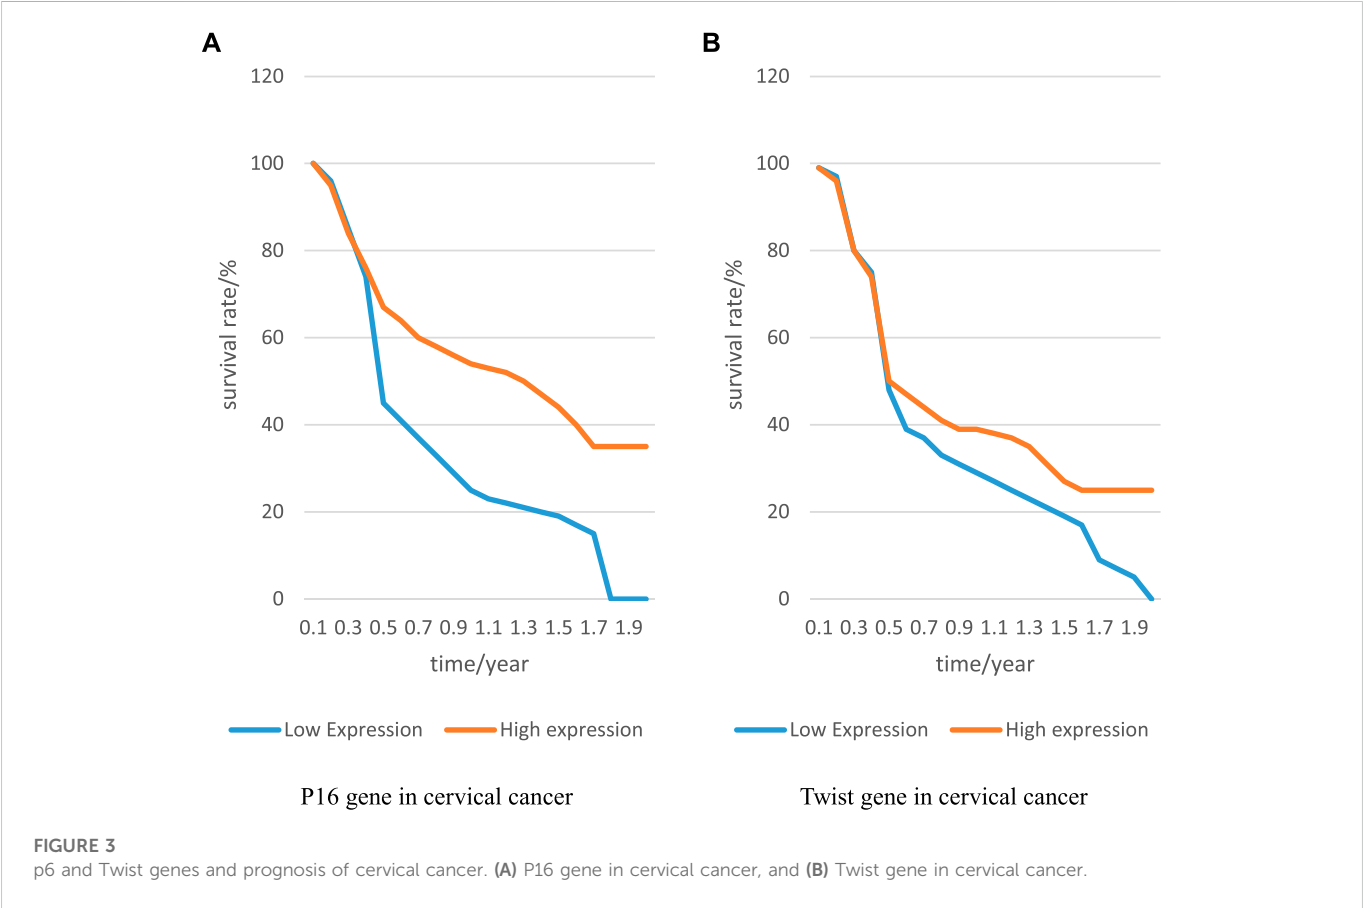 A
120
100
80
60
40
20
0
survival rate/%
0.1 0.3 0.5 0.7 0.9 1.1 1.3 1.5 1.7 1.9
time/year
Low Expression High expression
P16 gene in cervical cancer
B
120
100
80
60
40
20
0
survival rate/%
0.1 0.3 0.5 0.7 0.9 1.1 1.3 1.5 1.7 1.9
time/year
Low Expression High expression
Twist gene in cervical cancer
FIGURE 3
p6 and Twist genes and prognosis of cervical cancer. (A) P16 gene in cervical cancer, and (B) Twist gene in cervical cancer.